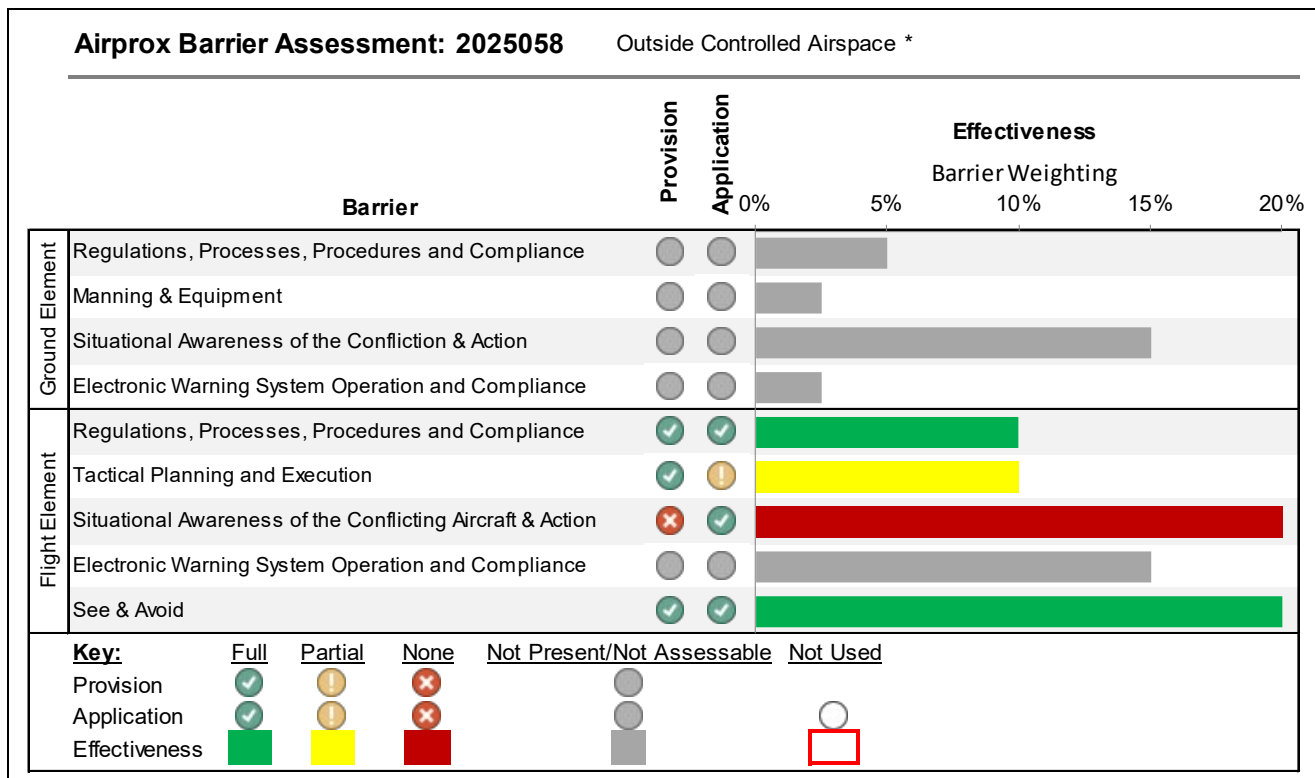 Airprox Barrier Assessment: 2025058 Outside Controlled Airspace *
Barrier Provision Application Effectiveness
Barrier Weighting
0% 5% 10% 15% 20%
Ground Element
Regulations, Processes, Procedures and Compliance
Manning & Equipment
Situational Awareness of the Confliction & Action
Electronic Warning System Operation and Compliance
Flight Element
Regulations, Processes, Procedures and Compliance
Tactical Planning and Execution
Situational Awareness of the Conflicting Aircraft & Action
Electronic Warning System Operation and Compliance
See & Avoid
Key: Full Partial None Not Present/Not Assessable Not Used
Provision
Application
Effectiveness